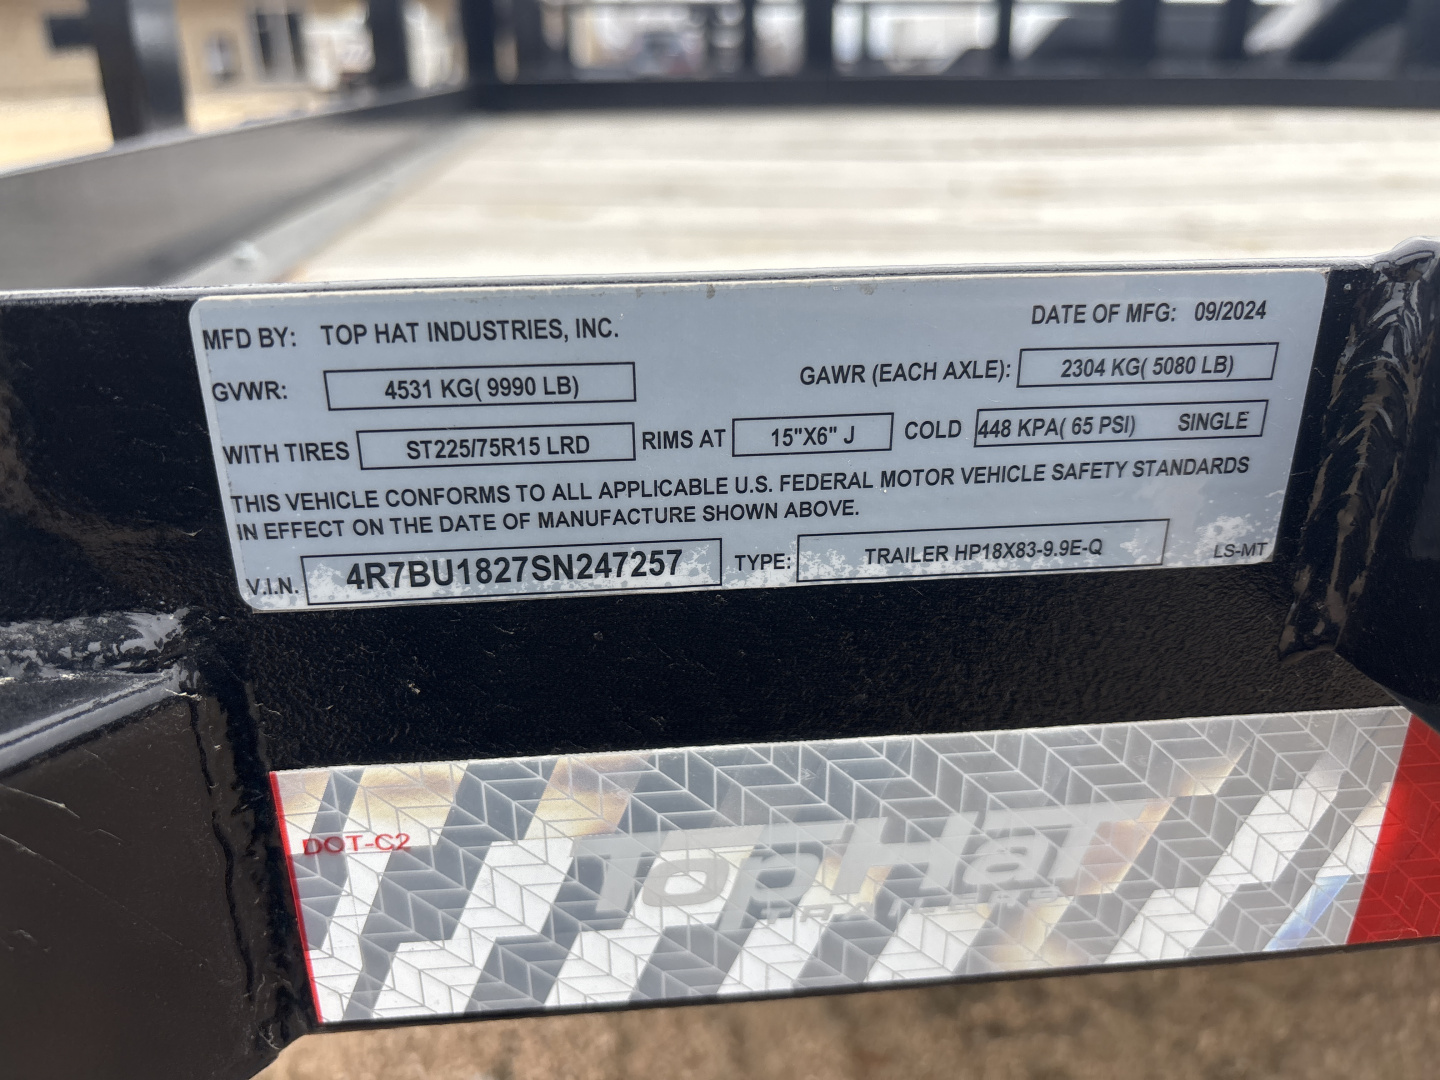 MFD BY: TOP HAT INDUSTRIES, INC. DATE OF MFG: 09/2024
GVWR: 4531 KG( 9990 LB) GAWR (EACH AXLE): 2304 KG( 5080 LB)
WITH TIRES ST225/75R15 LRD RIMS AT 15"X6" J COLD 448 KPA( 65 PSI) SINGLE
THIS VEHICLE CONFORMS TO ALL APPLICABLE U.S. FEDERAL MOTOR VEHICLE SAFETY STANDARDS
IN EFFECT ON THE DATE OF MANUFACTURE SHOWN ABOVE.
V.I.N. 4R7BU1827SN247257 TYPE: TRAILER HP18X83-9.9E-Q LS-MT
DOT-C2
TopHat
TRAILERS